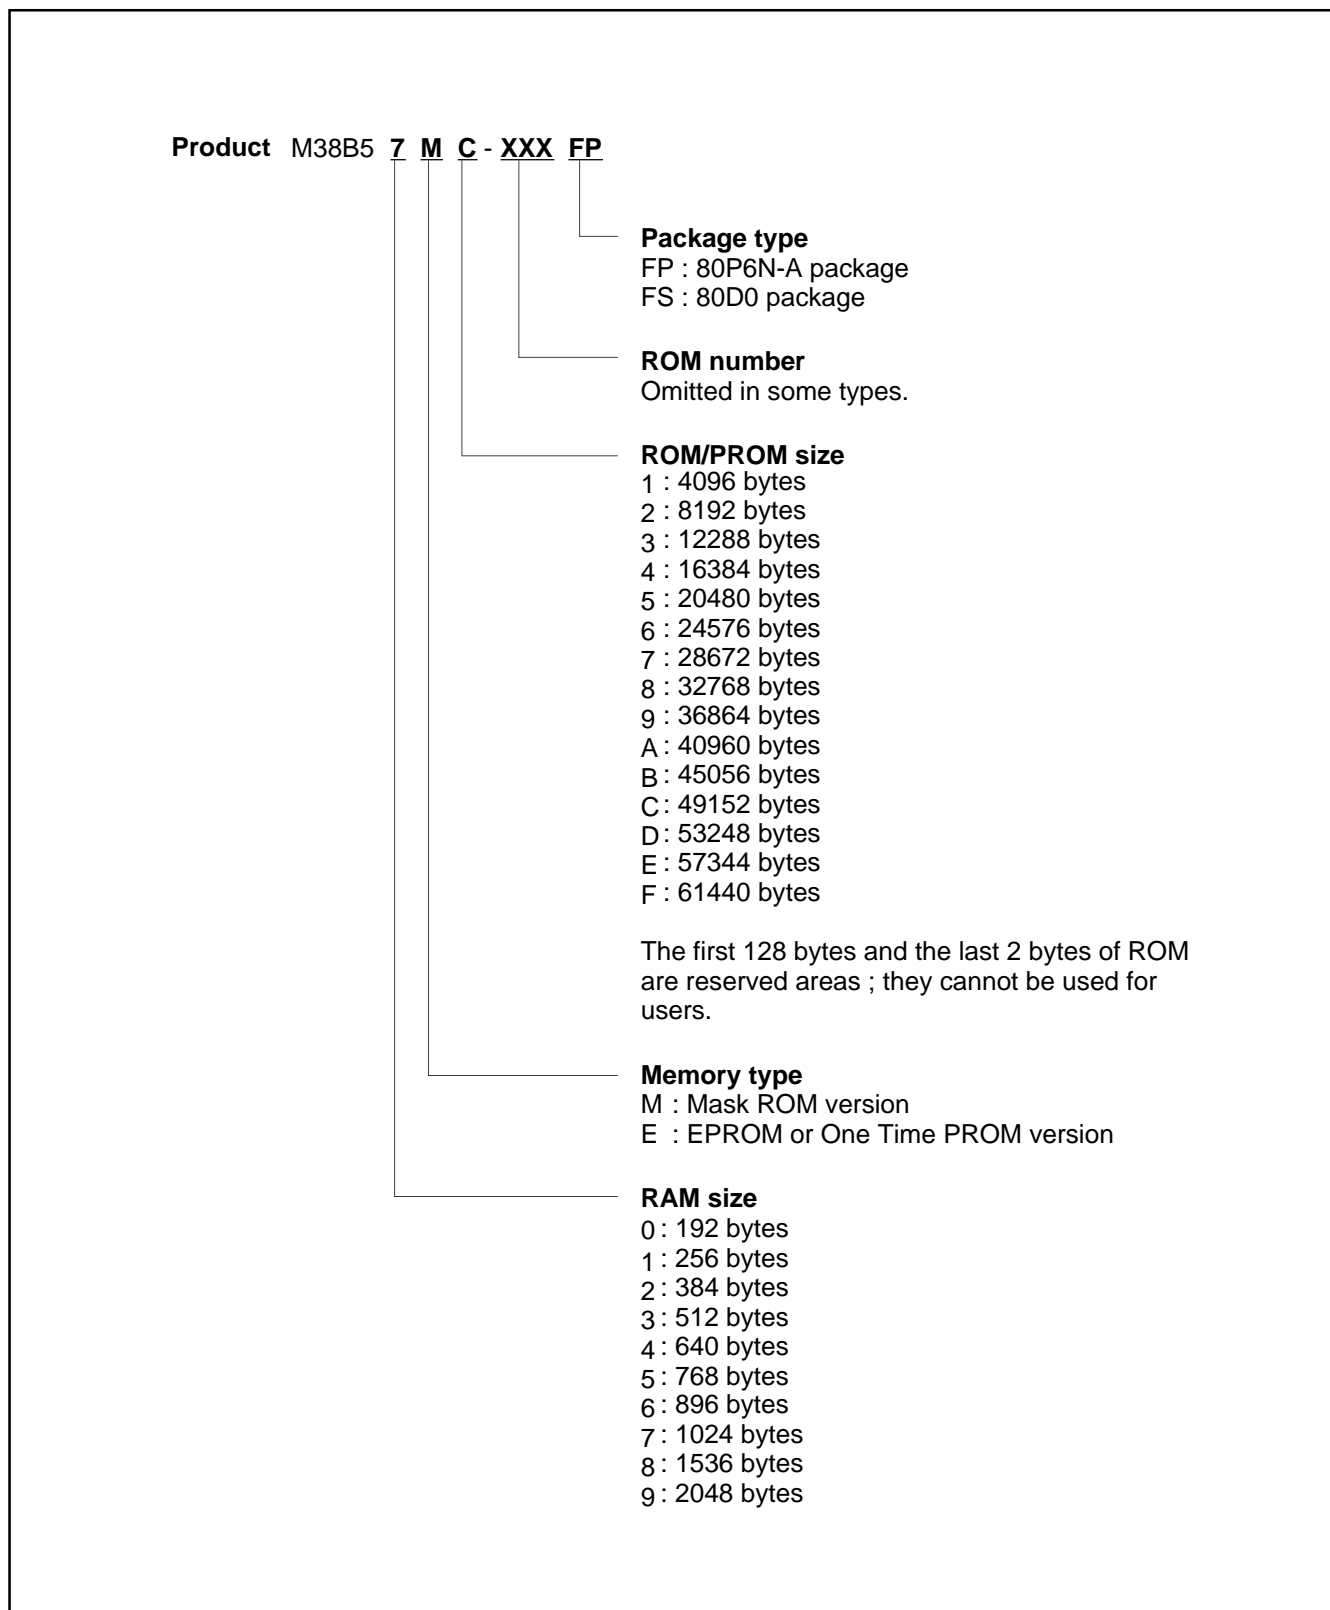 Product M38B5 7 M C - XXX FP
Package type
FP : 80P6N-A package
FS : 80D0 package
ROM number
Omitted in some types.
ROM/PROM size
1 : 4096 bytes
2 : 8192 bytes
3 : 12288 bytes
4 : 16384 bytes
5 : 20480 bytes
6 : 24576 bytes
7 : 28672 bytes
8 : 32768 bytes
9 : 36864 bytes
A : 40960 bytes
B : 45056 bytes
C : 49152 bytes
D : 53248 bytes
E : 57344 bytes
F : 61440 bytes
The first 128 bytes and the last 2 bytes of ROM
are reserved areas ; they cannot be used for
users.
Memory type
M : Mask ROM version
E : EPROM or One Time PROM version
RAM size
0 : 192 bytes
1 : 256 bytes
2 : 384 bytes
3 : 512 bytes
4 : 640 bytes
5 : 768 bytes
6 : 896 bytes
7 : 1024 bytes
8 : 1536 bytes
9 : 2048 bytes